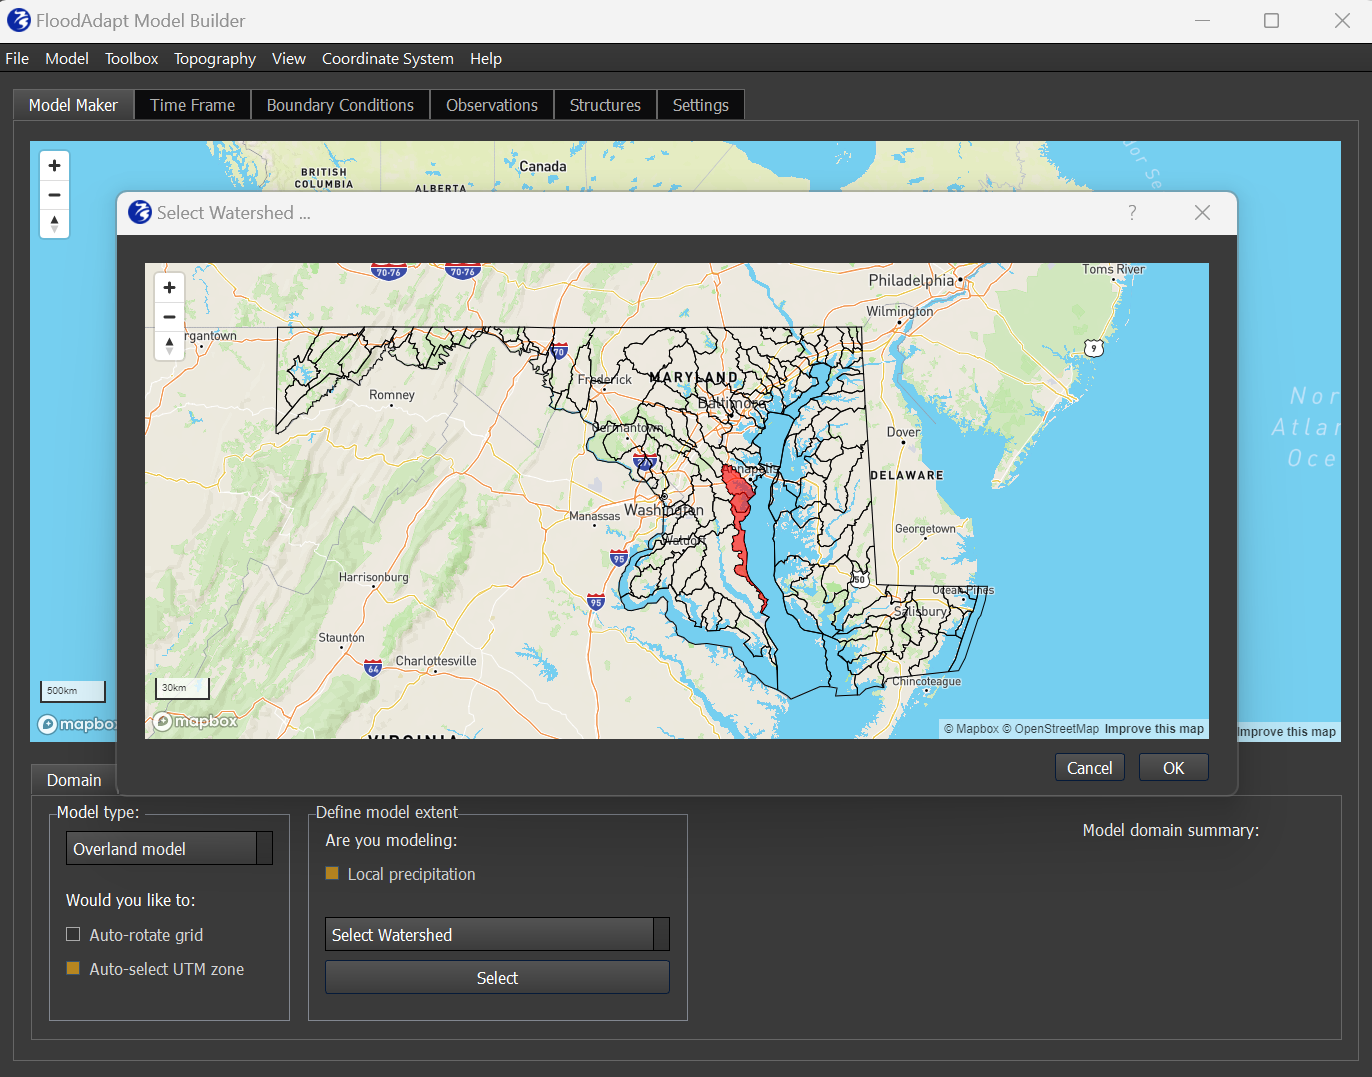 FloodAdapt Model Builder
File Model Toolbox Topography View Coordinate System Help
Model Maker Time Frame Boundary Conditions Observations Structures Settings
BRITISH
COLUMBIA
ALBERTA
Canada
Select Watershed ...
?
70-76
70-76
Toms River
Philadelphia
Wilmington
rgantown
70
9
Frederick
MARYLAND
Romney
Baltimore
Nor
Atlar
Oce
Germantown
Dover
Annapolis
DELAWARE
Washington
Manassas
Georgetown
Waldorf
95
Harrisonburg
50
Ocean Pines
95
Salisbury
Staunton
Charlottesville
64
Chincoteague
500km
30km
mapbo
mapbox
VIRGINIA
© Mapbox © OpenStreetMap Improve this map
Improve this map
Cancel OK
Domain
Model type:
Overland model
Would you like to:
Auto-rotate grid
Auto-select UTM zone
Define model extent
Are you modeling:
Local precipitation
Select Watershed
Select
Model domain summary: